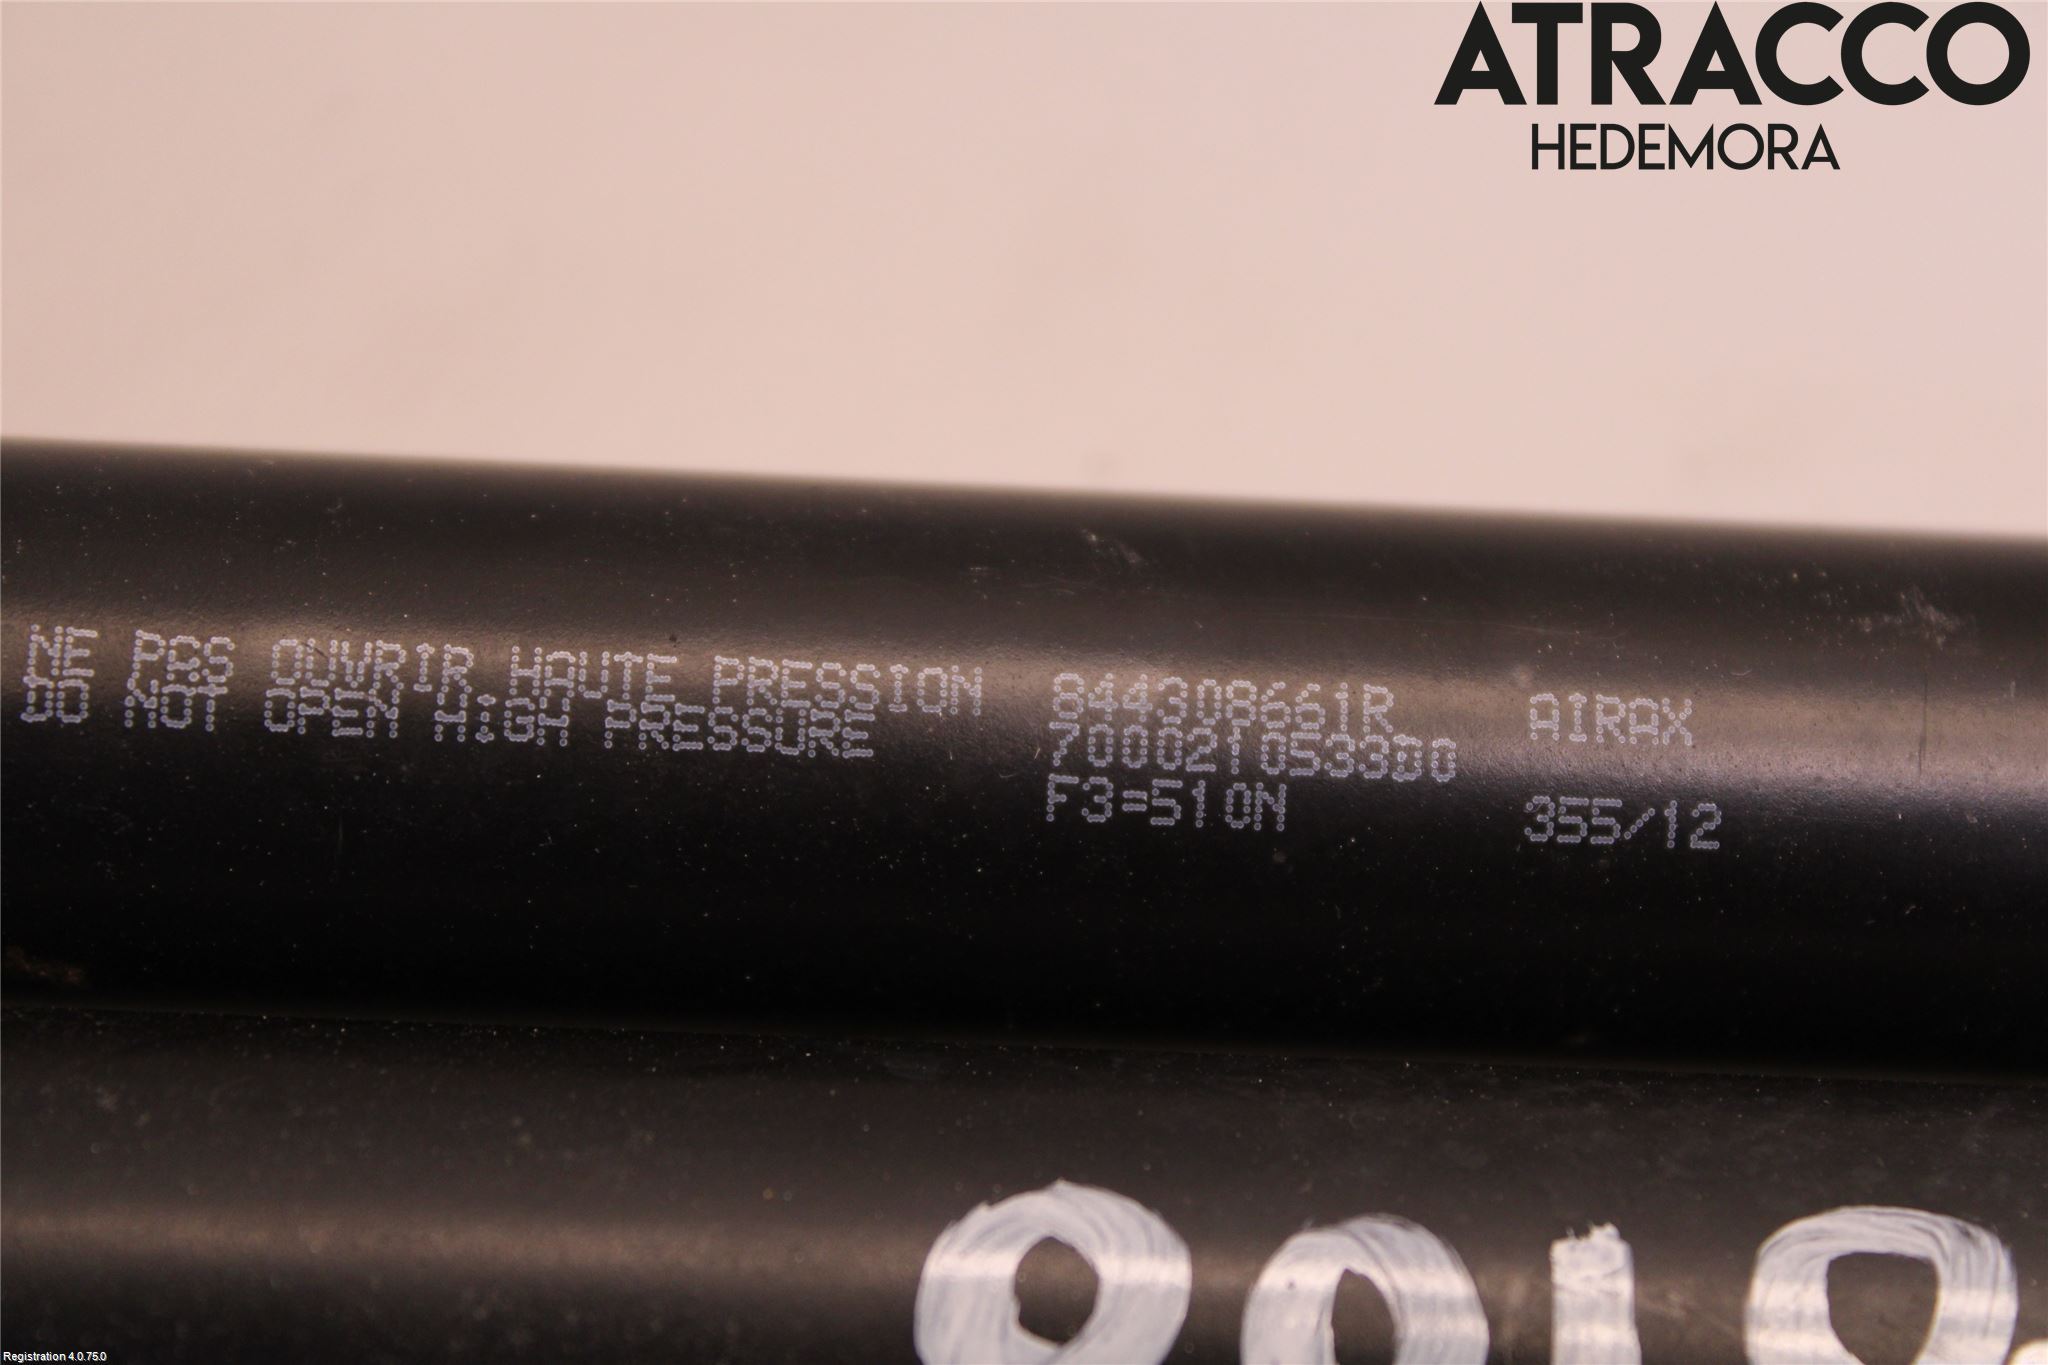 ATRACCO
HEDEMORA
NE PAS OUVRIR.HAUTE PRESSION 844308661R AIRAX
DO NOT OPEN HIGH PRESSURE 7000210533D0
F3=510N 355/12
Registration 4.0.75.0